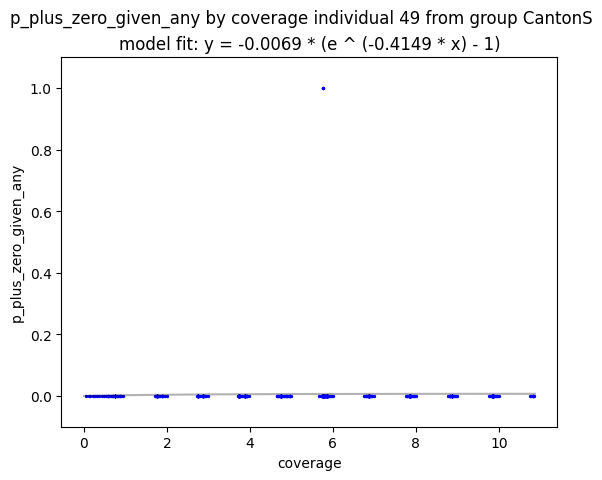 p_plus_zero_given_any by coverage individual 49 from group CantonS
model fit: y = -0.0069 * (e ^ (-0.4149 * x) - 1)
1.0
0.8
0.6
0.4
0.2
0.0
p_plus_zero_given_any
0 2 4 6 8 10
coverage